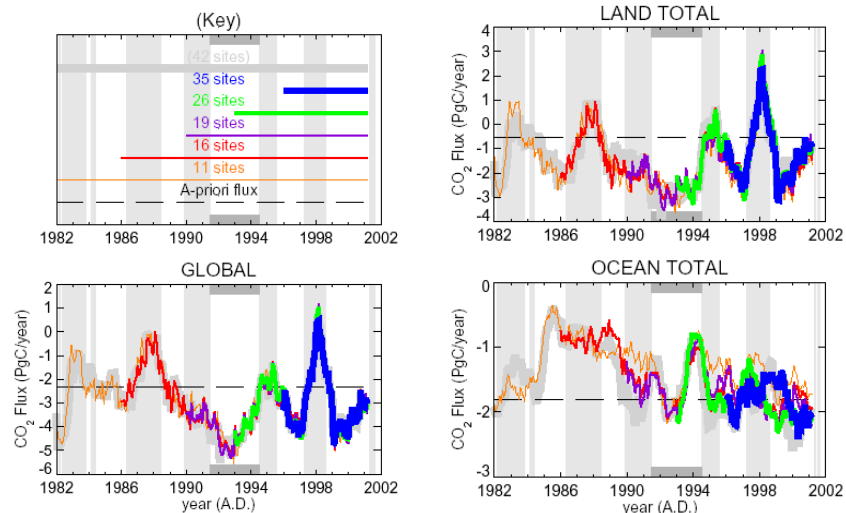 (Key)
(42 sites)
35 sites
26 sites
19 sites
16 sites
11 sites
A-priori flux
1982 1986 1990 1994 1998 2002
LAND TOTAL
CO2 Flux (PgC/year)
4
3
2
1
0
-1
-2
-3
-4
1982 1986 1990 1994 1998 2002
GLOBAL
CO2 Flux (PgC/year)
2
1
0
-1
-2
-3
-4
-5
-6
1982 1986 1990 1994 1998 2002
year (A.D.)
OCEAN TOTAL
CO2 Flux (PgC/year)
0
-1
-2
-3
1982 1986 1990 1994 1998 2002
year (A.D.)